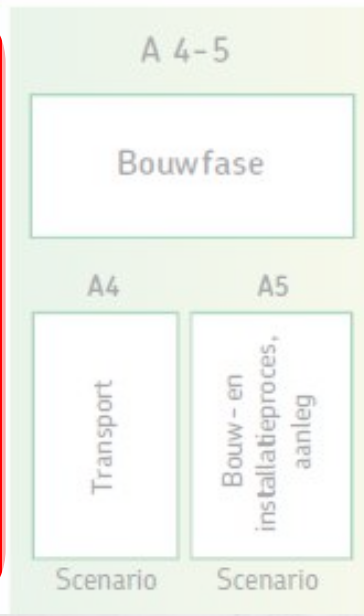 A 4-5
Bouwfase
A4
A5
Transport
Bouw- en
installatieproces,
aanleg
Scenario
Scenario